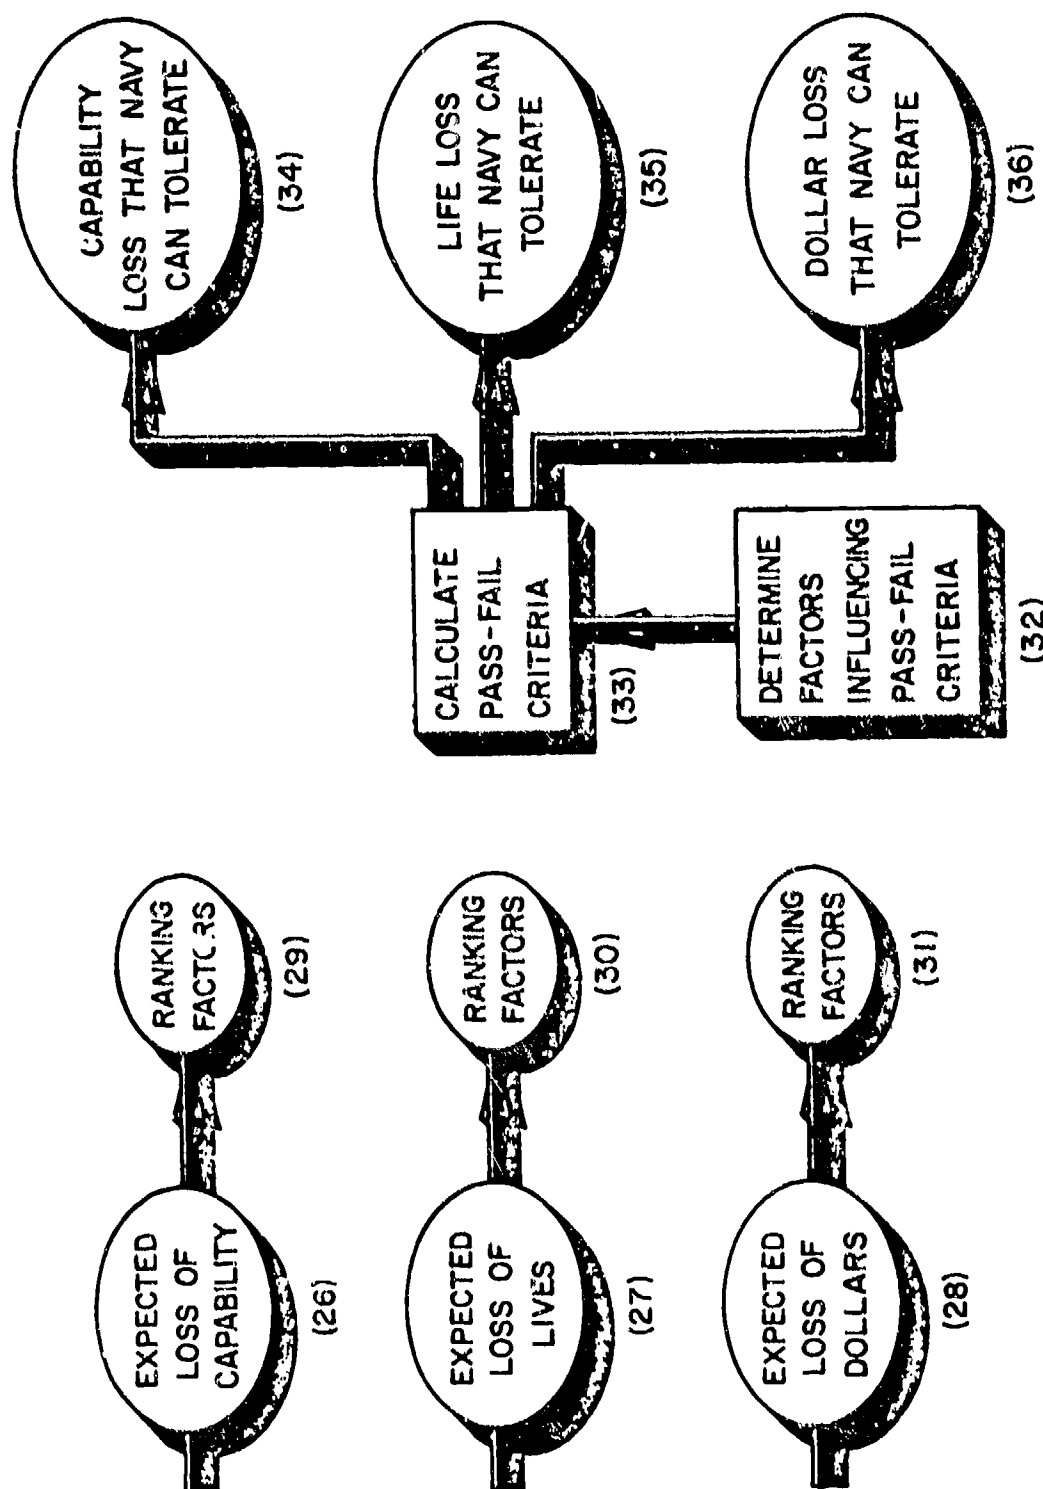 EXPECTED
LOSS OF
CAPABILITY
(26)
RANKING
FACTORS
(29)
EXPECTED
LOSS OF
LIVES
(27)
RANKING
FACTORS
(30)
EXPECTED
LOSS OF
DOLLARS
(28)
RANKING
FACTORS
(31)
CALCULATE
PASS-FAIL
CRITERIA
(33)
DETERMINE
FACTORS
INFLUENCING
PASS-FAIL
CRITERIA
(32)
CAPABILITY
LOSS THAT NAVY
CAN TOLERATE
(34)
LIFE LOSS
THAT NAVY CAN
TOLERATE
(35)
DOLLAR LOSS
THAT NAVY CAN
TOLERATE
(36)